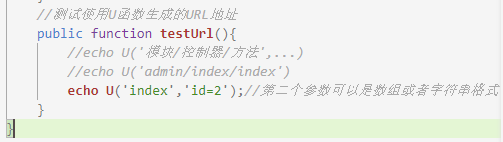 }
//测试使用U函数生成的URL地址
public function testUrl(){
//echo U('模块/控制器/方法',...)
//echo U('admin/index/index')
echo U('index','id=2');//第二个参数可以是数组或者字符串格式
}
}